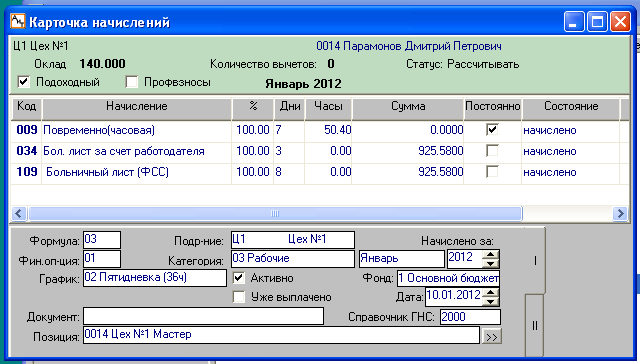 Карточка начислений
Ц1 Цех №1 0014 Парамонов Дмитрий Петрович
Оклад 140.000 Количество вычетов: 0 Статус: Рассчитывать
Подоходный Профвзносы Январь 2012
Код Начисление % Дни Часы Сумма Постоянно Состояние
009 Повременно(часовая) 100.00 7 50.40 0.0000 начислено
034 Бол. лист за счет работодателя 100.00 3 0.00 925.5800 начислено
109 Больничный лист (ФСС) 100.00 8 0.00 925.5800 начислено
Формула: 03 Подр-ние: Ц1 Цех №1 Начислено за:
Фин.оп-ция: 01 Категория: 03 Рабочие Январь 2012 I
График: 02 Пятидневка (36ч) Активно Фонд: 1 Основной бюджет
Уже выплачено Дата: 10.01.2012
Документ: Справочник ГНС: 2000 II
Позиция: 0014 Цех №1 Мастер >>